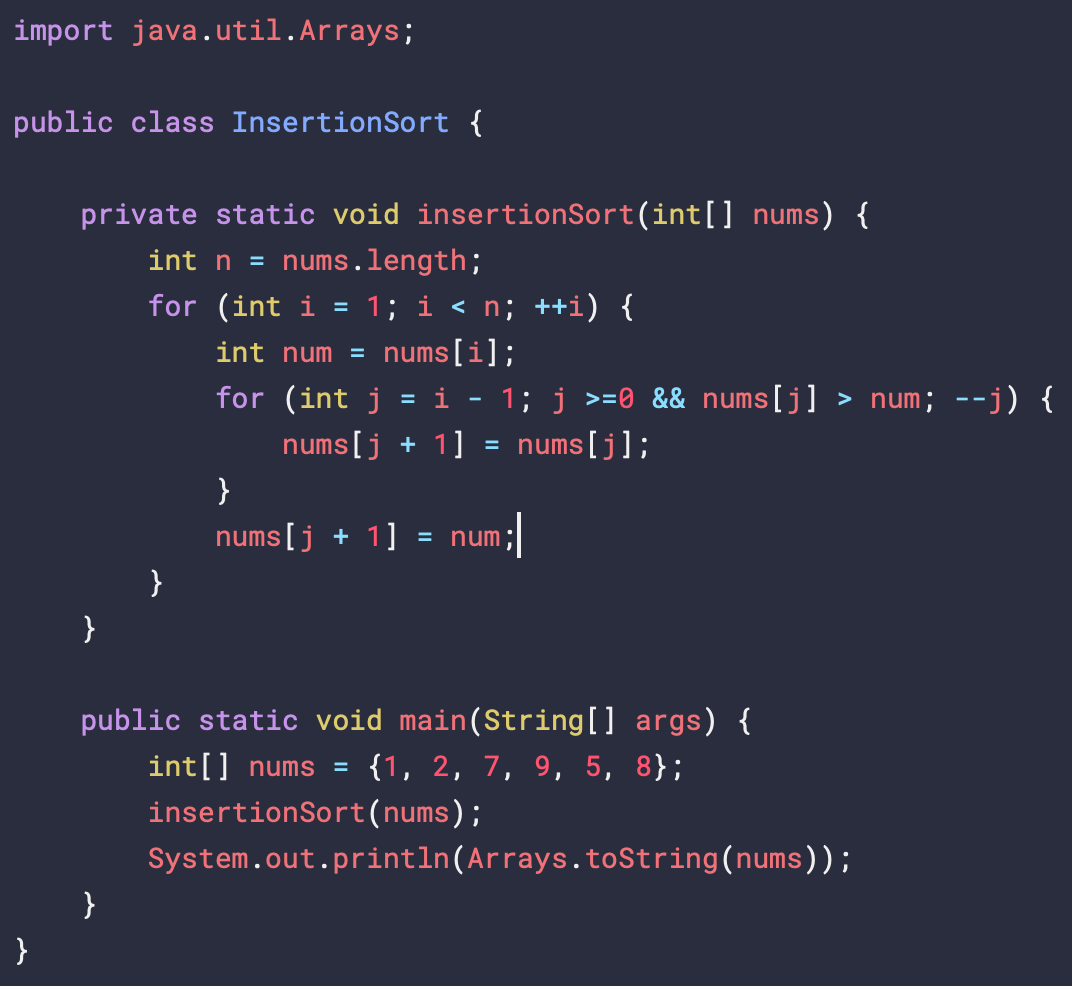 import java.util.Arrays;
public class InsertionSort {
    private static void insertionSort(int[] nums) {
        int n = nums.length;
        for (int i = 1; i < n; ++i) {
            int num = nums[i];
            for (int j = i - 1; j >=0 && nums[j] > num; --j) {
                nums[j + 1] = nums[j];
            }
            nums[j + 1] = num;
        }
    }
    public static void main(String[] args) {
        int[] nums = {1, 2, 7, 9, 5, 8};
        insertionSort(nums);
        System.out.println(Arrays.toString(nums));
    }
}